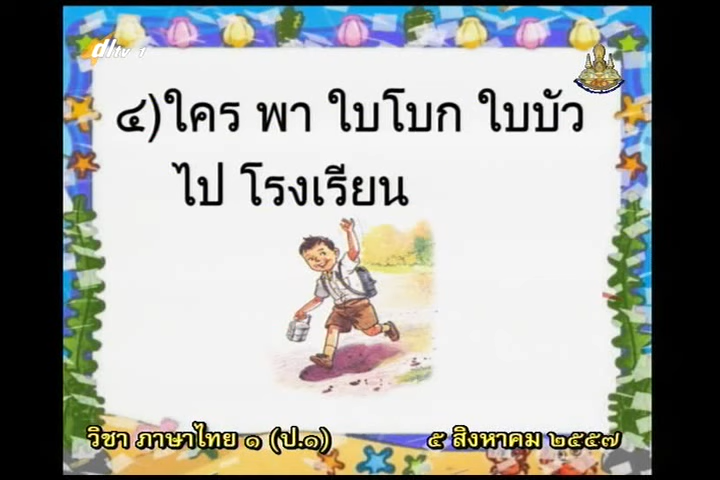 dltv 1
๔)ใคร พา ใบโบก ใบบัว
ไป โรงเรียน
วิชา ภาษาไทย ๑ (ป.๑)
๕ สิงหาคม ๒๕๕๗